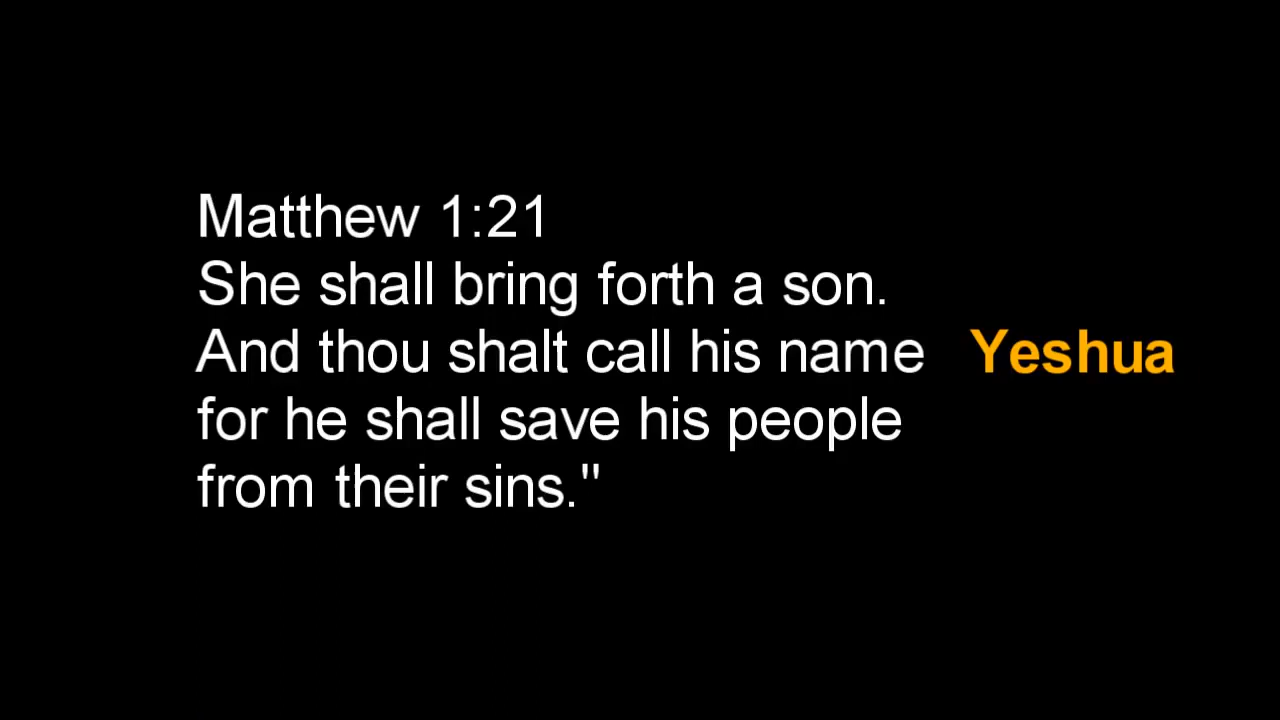 Matthew 1:21
She shall bring forth a son.
And thou shalt call his name Yeshua
for he shall save his people
from their sins."